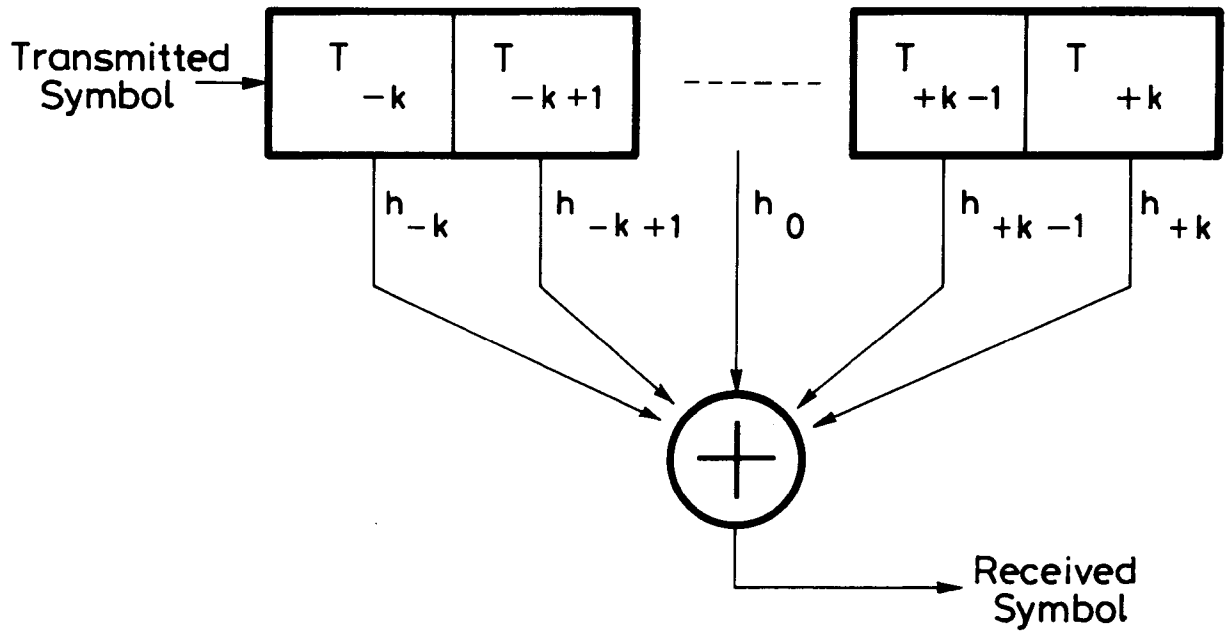 Transmitted
Symbol
T -k
T -k+1
T +k-1
T +k
h -k
h -k+1
h 0
h +k-1
h +k
Received
Symbol